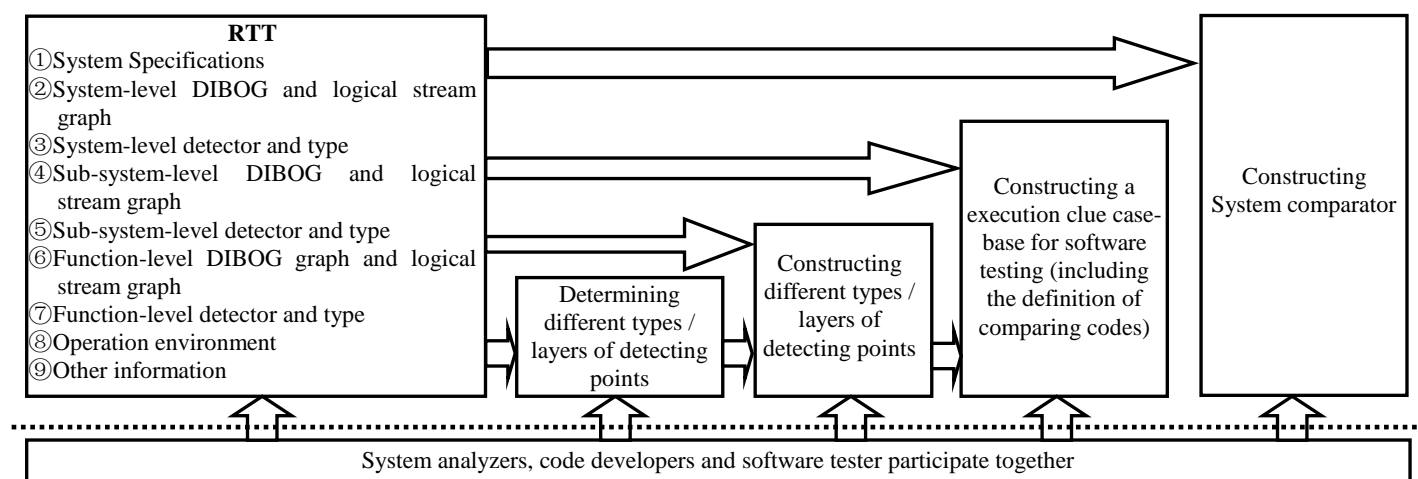 RTT
①System Specifications
②System-level DIBOG and logical stream
graph
③System-level detector and type
④Sub-system-level DIBOG and logical
stream graph
⑤Sub-system-level detector and type
⑥Function-level DIBOG graph and logical
stream graph
⑦Function-level detector and type
⑧Operation environment
⑨Other information
Determining
different types /
layers of detecting
points
Constructing
different types /
layers of
detecting points
Constructing a
execution clue case-
base for software
testing (including
the definition of
comparing codes)
Constructing
System comparator
System analyzers, code developers and software tester participate together